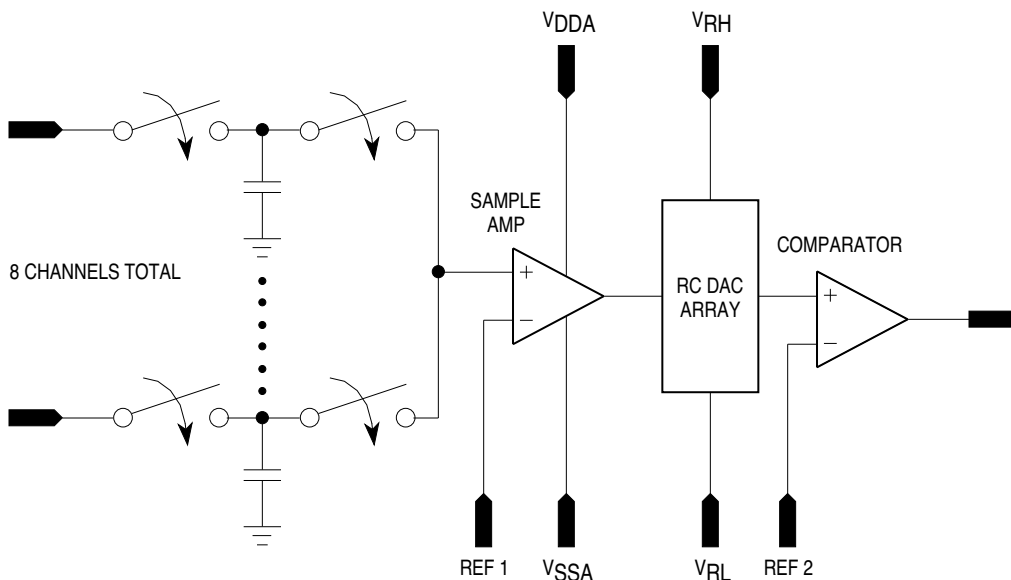 VDDA
VRH
SAMPLE
AMP
+
−
8 CHANNELS TOTAL
RC DAC
ARRAY
COMPARATOR
+
−
REF 1
VSSA
VRL
REF 2